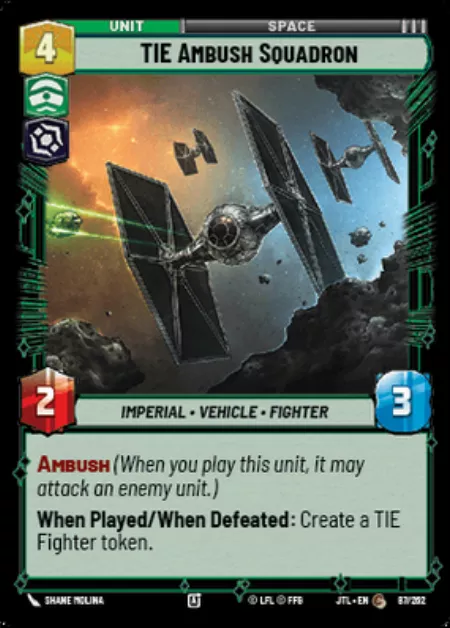 UNIT SPACE
4 TIE AMBUSH SQUADRON
2 IMPERIAL • VEHICLE • FIGHTER 3
AMBUSH (When you play this unit, it may
attack an enemy unit.)
When Played/When Defeated: Create a TIE
Fighter token.
SHANE MOLINA A © LFL © FFG JTL • EN 87/262